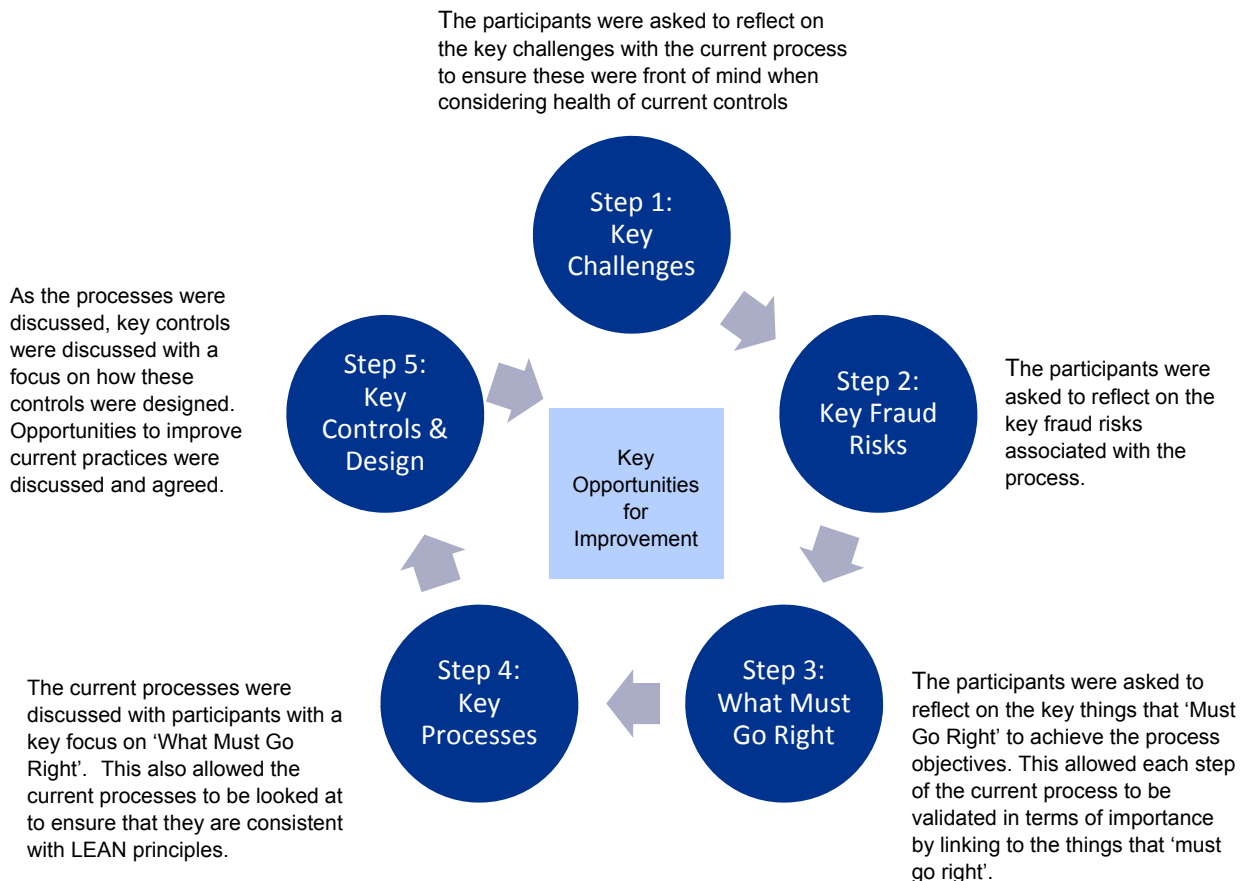 The participants were asked to reflect on
the key challenges with the current process
to ensure these were front of mind when
considering health of current controls
Step 1:
Key
Challenges
Step 2:
Key Fraud
Risks
The participants were
asked to reflect on the
key fraud risks
associated with the
process.
Step 3:
What Must
Go Right
The participants were asked to
reflect on the key things that ‘Must
Go Right’ to achieve the process
objectives. This allowed each step
of the current process to be
validated in terms of importance
by linking to the things that ‘must
go right’.
Step 4:
Key
Processes
The current processes were
discussed with participants with a
key focus on ‘What Must Go
Right’.  This also allowed the
current processes to be looked at
to ensure that they are consistent
with LEAN principles.
Step 5:
Key
Controls &
Design
As the processes were
discussed, key controls
were discussed with a
focus on how these
controls were designed.
Opportunities to improve
current practices were
discussed and agreed.
Key
Opportunities
for
Improvement